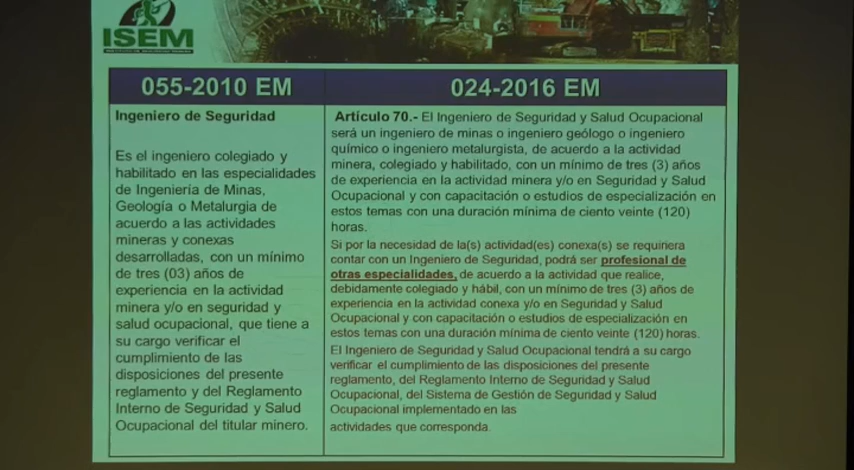 ISEM
055-2010 EM
024-2016 EM
Ingeniero de Seguridad
Es el ingeniero colegiado y
habilitado en las especialidades
de Ingeniería de Minas,
Geología o Metalurgia de
acuerdo a las actividades
mineras y conexas
desarrolladas, con un mínimo
de tres (03) años de
experiencia en la actividad
minera y/o en seguridad y
salud ocupacional, que tiene a
su cargo verificar el
cumplimiento de las
disposiciones del presente
reglamento y del Reglamento
Interno de Seguridad y Salud
Ocupacional del titular minero.
Artículo 70.- El Ingeniero de Seguridad y Salud Ocupacional
será un ingeniero de minas o ingeniero geólogo o ingeniero
químico o ingeniero metalurgista, de acuerdo a la actividad
minera, colegiado y habilitado, con un mínimo de tres (3) años
de experiencia en la actividad minera y/o en Seguridad y Salud
Ocupacional y con capacitación o estudios de especialización en
estos temas con una duración mínima de ciento veinte (120)
horas.
Si por la necesidad de la(s) actividad(es) conexa(s) se requiriera
contar con un Ingeniero de Seguridad, podrá ser profesional de
otras especialidades, de acuerdo a la actividad que realice,
debidamente colegiado y hábil, con un mínimo de tres (3) años de
experiencia en la actividad conexa y/o en Seguridad y Salud
Ocupacional y con capacitación o estudios de especialización en
estos temas con una duración mínima de ciento veinte (120) horas.
El Ingeniero de Seguridad y Salud Ocupacional tendrá a su cargo
verificar el cumplimiento de las disposiciones del presente
reglamento, del Reglamento Interno de Seguridad y Salud
Ocupacional, del Sistema de Gestión de Seguridad y Salud
Ocupacional implementado en las
actividades que corresponda.